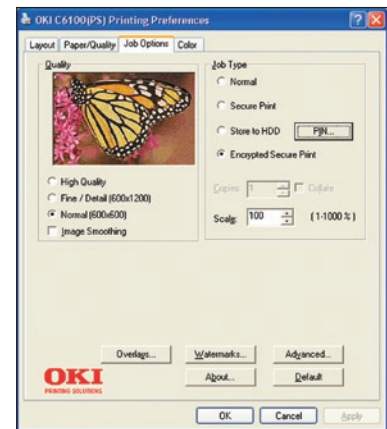 OKI C6100(PS) Printing Preferences
Layout Paper/Quality Job Options Color
Quality
High Quality
Fine / Detail (600x1200)
Normal (600x600)
Image Smoothing
Job Type
Normal
Secure Print
Store to HDD PIN...
Encrypted Secure Print
Copies: 1 Collate
Scale: 100 (1-1000 %)
Overlays... Watermarks... Advanced...
About... Default
OKI
PRINTING SOLUTIONS
OK Cancel Apply